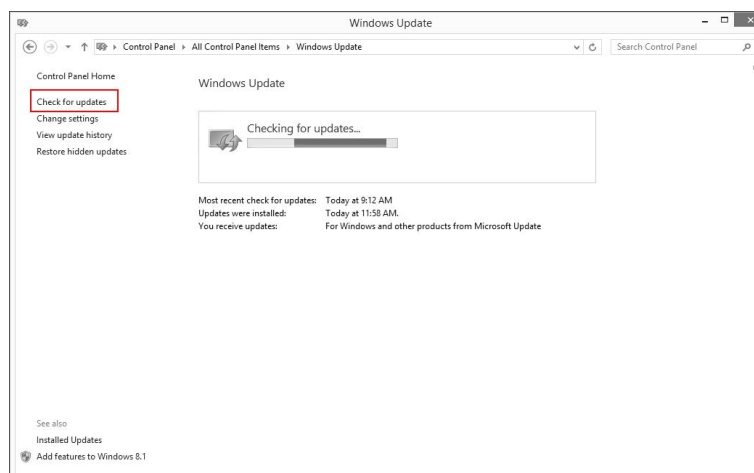 Windows Update
Control Panel ▸ All Control Panel Items ▸ Windows Update
Search Control Panel
Control Panel Home
Check for updates
Change settings
View update history
Restore hidden updates
Windows Update
Checking for updates...
Most recent check for updates: Today at 9:12 AM
Updates were installed: Today at 11:58 AM.
You receive updates: For Windows and other products from Microsoft Update
See also
Installed Updates
Add features to Windows 8.1